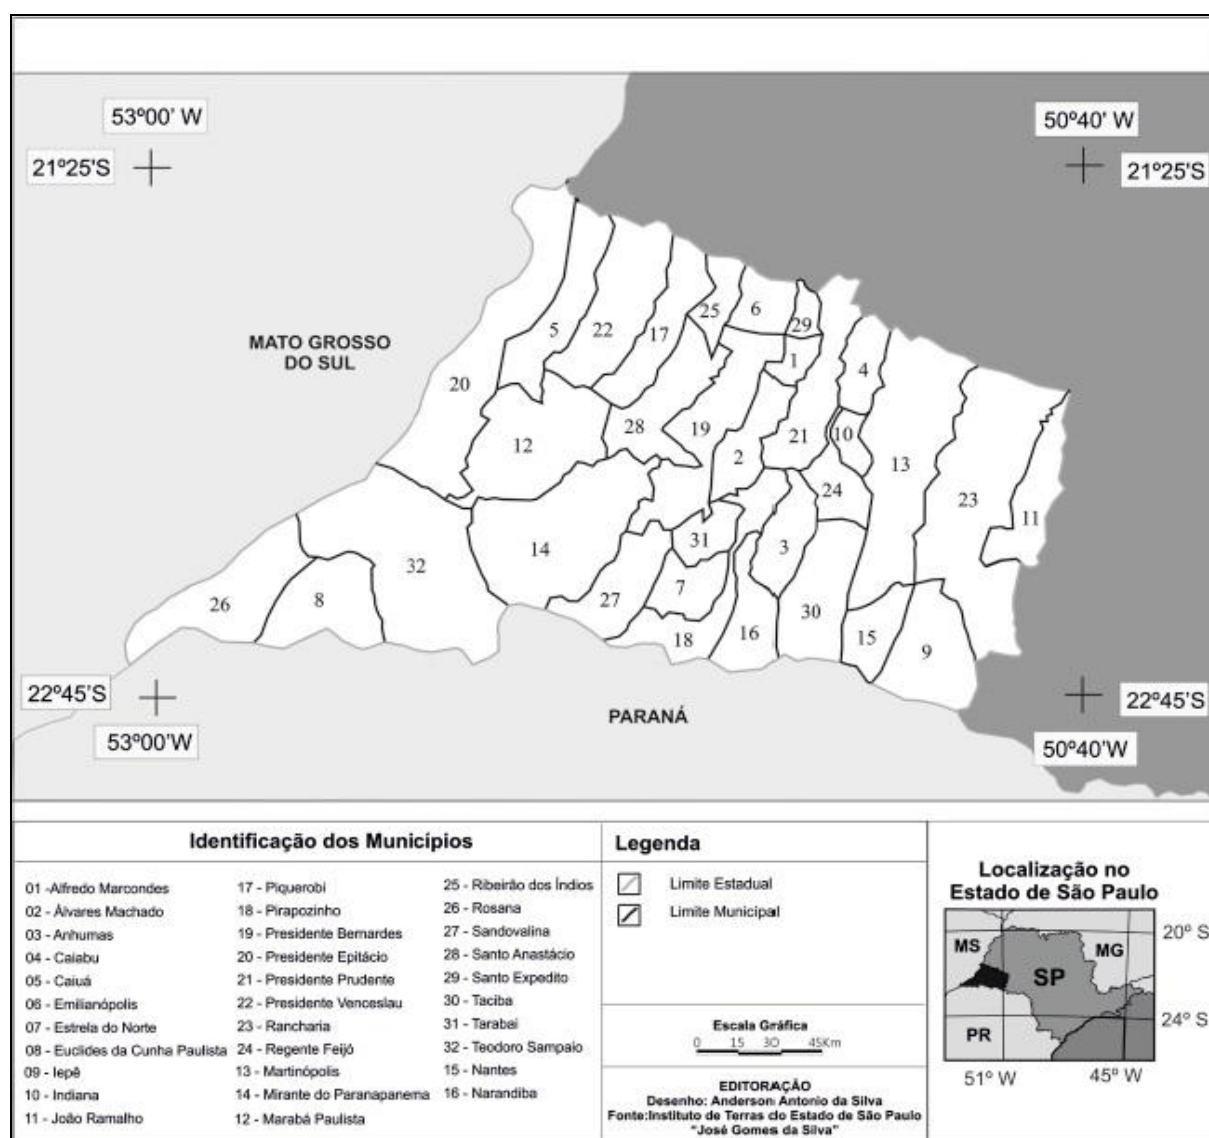 53º00' W
50º40' W
21º25'S
21º25'S
MATO GROSSO
DO SUL
25
6
29
5
22
17
1
4
20
28
19
21
10
12
2
13
24
23
11
14
31
3
32
7
26
8
27
30
18
16
15
9
22º45'S
22º45'S
PARANÁ
53º00'W
50º40'W
Identificação dos Municípios
01 -Alfredo Marcondes
02 - Álvares Machado
03 - Anhumas
04 - Caiabu
05 - Caiuá
06 - Emilianópolis
07 - Estrela do Norte
08 - Euclides da Cunha Paulista
09 - Iepê
10 - Indiana
11 - João Ramalho
17 - Piquerobi
18 - Pirapozinho
19 - Presidente Bernardes
20 - Presidente Epitácio
21 - Presidente Prudente
22 - Presidente Venceslau
23 - Rancharia
24 - Regente Feijó
13 - Martinópolis
14 - Mirante do Paranapanema
12 - Marabá Paulista
25 - Ribeirão dos Índios
26 - Rosana
27 - Sandovalina
28 - Santo Anastácio
29 - Santo Expedito
30 - Taciba
31 - Tarabai
32 - Teodoro Sampaio
15 - Nantes
16 - Narandiba
Legenda
Limite Estadual
Limite Municipal
Escala Gráfica
0 15 30 45Km
EDITORAÇÃO
Desenho: Anderson Antonio da Silva
Fonte:Instituto de Terras do Estado de São Paulo
"José Gomes da Silva"
Localização no
Estado de São Paulo
MS
MG
SP
PR
20º S
24º S
51º W
45º W